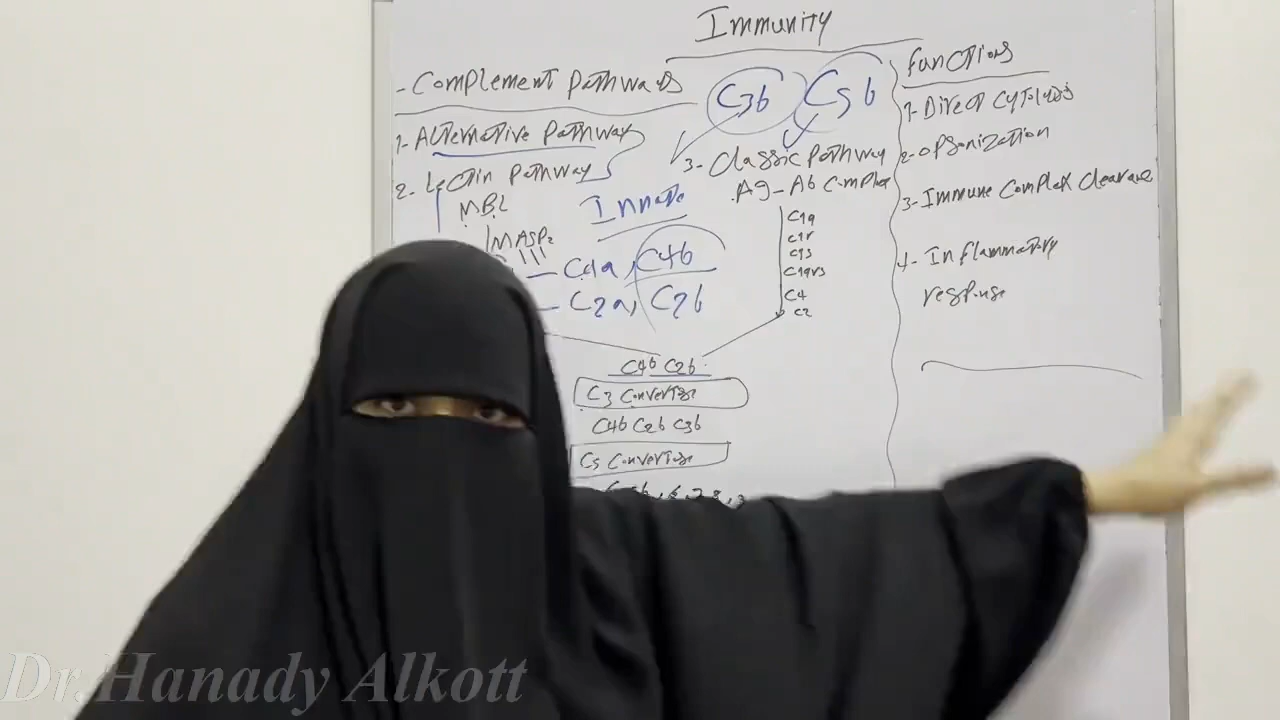 Immunity
- Complement Pathways
C3b
C5b
1- Alternative Pathway
2- Lectin Pathway
MBL
MASP2
Innate
C4a, C4b
C2a, C2b
3- Classic Pathway
Ag - Ab Complex
C1q
C1r
C1s
C1qrs
C4
C2
C4b C2b
C3 Convertase
C4b C2b C3b
C5 Convertase
Functions
1- Direct Cytolysis
2- Opsonization
3- Immune Complex Clearance
4- Inflammatory
response
Dr.Hanady Alkott